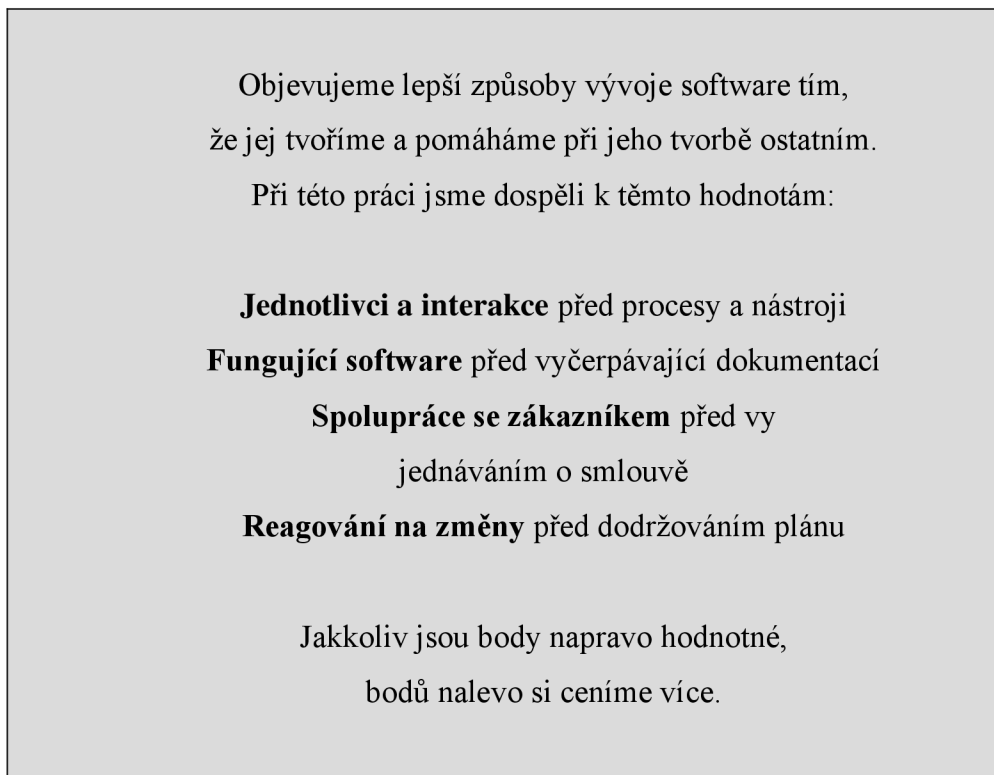 Objevujeme lepší způsoby vývoje software tím,
že jej tvoříme a pomáháme při jeho tvorbě ostatním.
Při této práci jsme dospěli k těmto hodnotám:
Jednotlivci a interakce před procesy a nástroji
Fungující software před vyčerpávající dokumentací
Spolupráce se zákazníkem před vy
jednáváním o smlouvě
Reagování na změny před dodržováním plánu
Jakkoliv jsou body napravo hodnotné,
bodů nalevo si ceníme více.